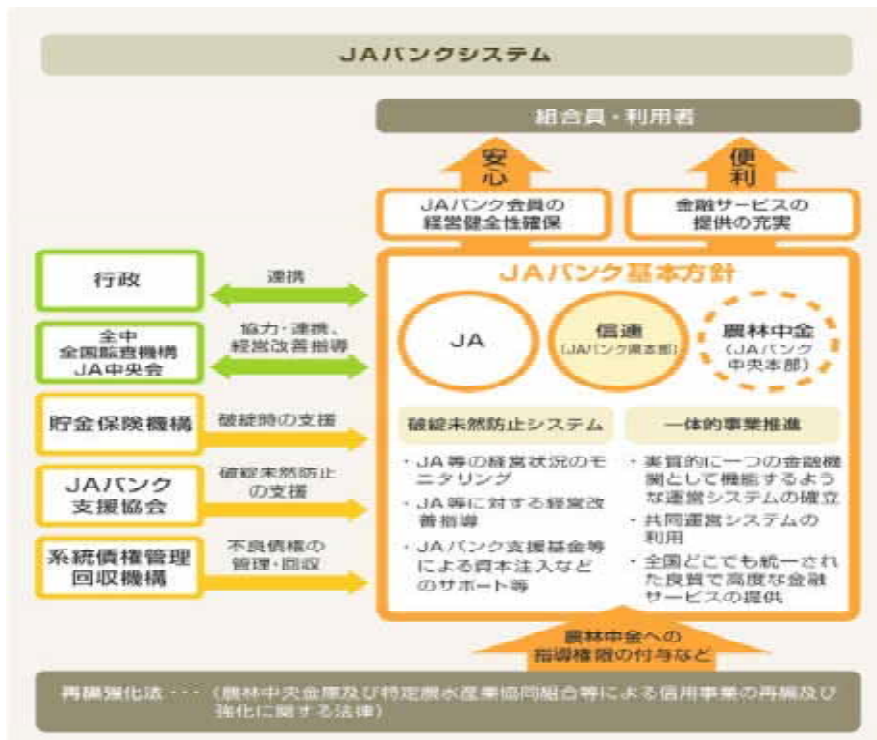 JAバンクシステム
組合員・利用者
安心
便利
JAバンク会員の
経営健全性確保
金融サービスの
提供の充実
行政
連携
全中
全国監査機構
JA中央会
協力・連携、
経営改善指導
貯金保険機構
破綻時の支援
JAバンク
支援協会
破綻未然防止
の支援
系統債権管理
回収機構
不良債権の
管理・回収
JAバンク基本方針
JA
信連
(JAバンク県本部)
農林中金
(JAバンク
中央本部)
破綻未然防止システム
・JA等の経営状況のモ
ニタリング
・JA等に対する経営改
善指導
・JAバンク支援基金等
による資本注入など
のサポート等
一体的事業推進
・実質的に一つの金融機
関として機能するよう
な運営システムの確立
・共同運営システムの
利用
・全国どこでも統一され
た良質で高度な金融
サービスの提供
農林中金への
指導権限の付与など
再編強化法・・・(農林中央金庫及び特定農水産業協同組合等による信用事業の再編及び
強化に関する法律)